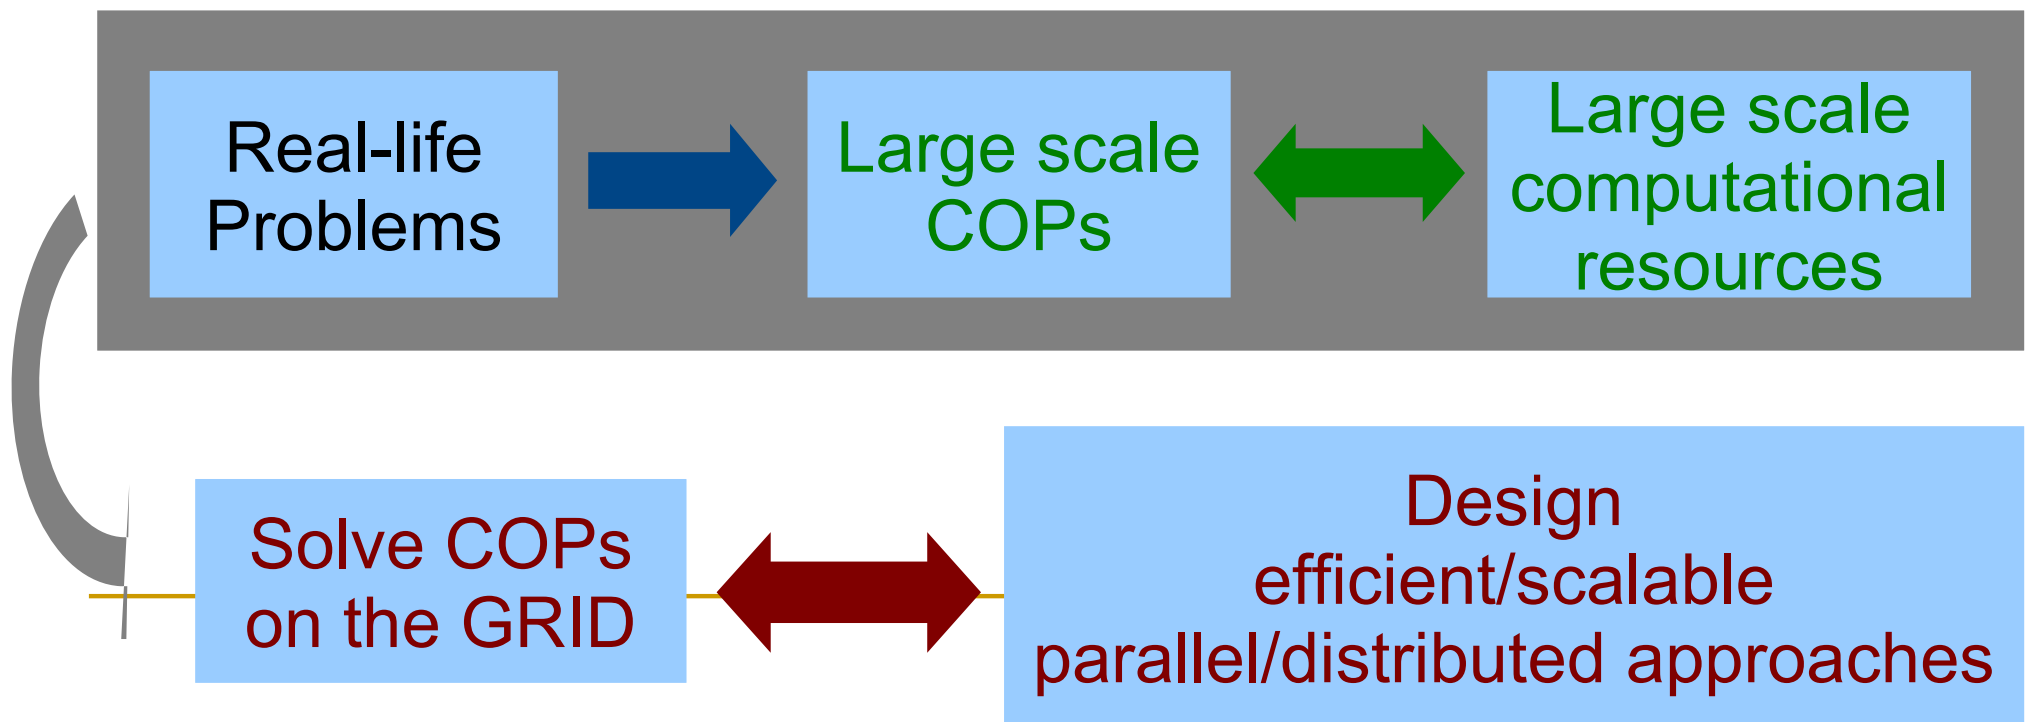 Real-life
Problems
Large scale
COPs
Large scale
computational
resources
Solve COPs
on the GRID
Design
efficient/scalable
parallel/distributed approaches